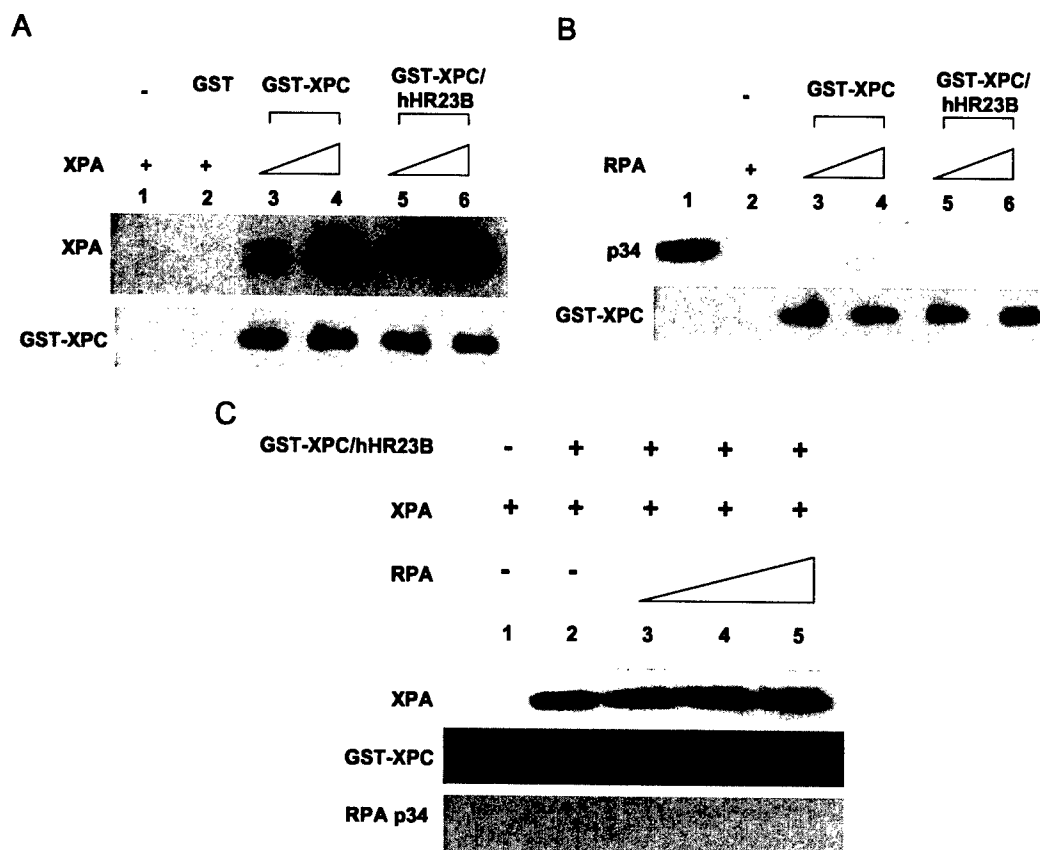 A
- GST GST-XPC GST-XPC/
hHR23B
XPA + +
1 2 3 4 5 6
XPA
GST-XPC
B
- GST-XPC GST-XPC/
hHR23B
RPA +
1 2 3 4 5 6
p34
GST-XPC
C
GST-XPC/hHR23B - + + + +
XPA + + + + +
RPA - -
1 2 3 4 5
XPA
GST-XPC
RPA p34